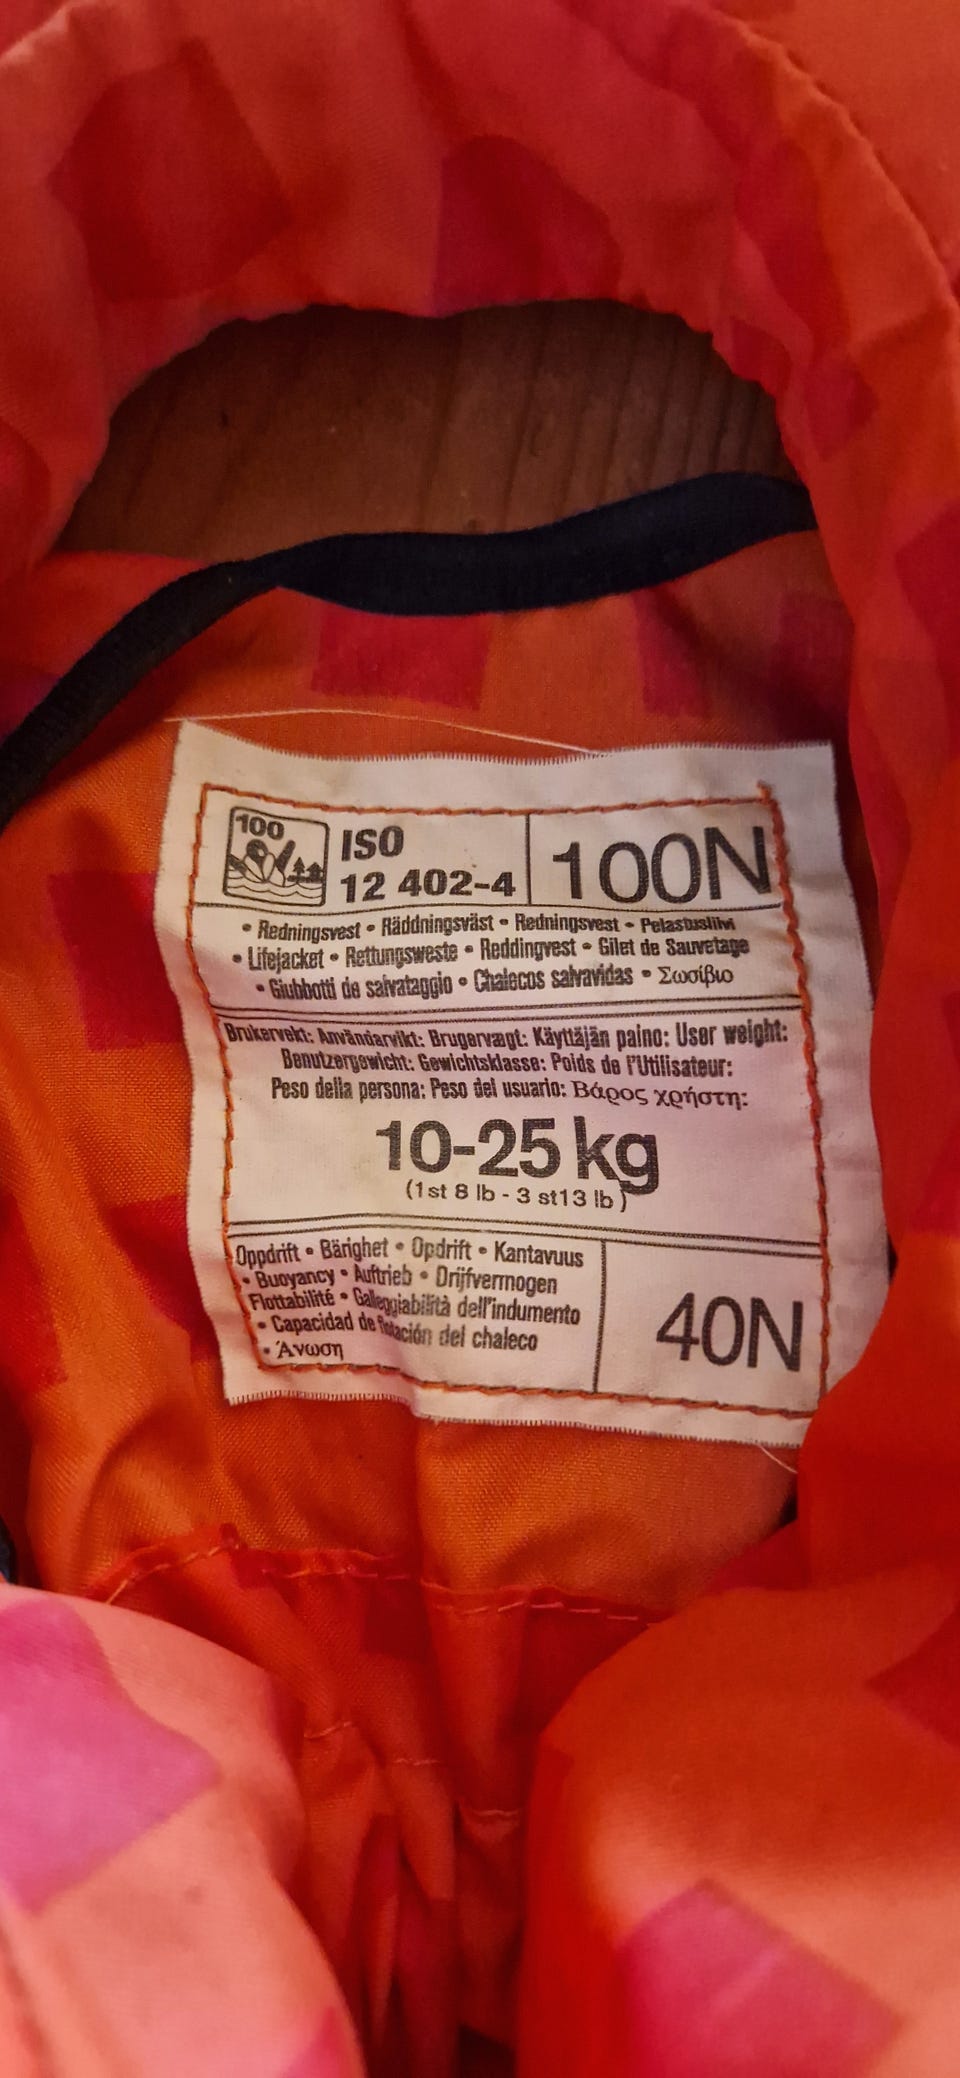 100
ISO
12 402-4
100N
• Redningsvest • Räddningsväst • Redningsvest • Pelastusliivi
• Lifejacket • Rettungsweste • Reddingvest • Gilet de Sauvetage
• Giubbotti de salvataggio • Chalecos salvavidas • Σωσίβιο
Brukervekt: Användarvikt: Brugervægt: Käyttäjän paino: User weight:
Benutzergewicht: Gewichtsklasse: Poids de l'Utilisateur:
Peso della persona: Peso del usuario: Βάρος χρήστη:
10-25 kg
(1st 8 lb - 3 st13 lb)
Oppdrift • Bärighet • Opdrift • Kantavuus
• Buoyancy • Auftrieb • Drijfvermogen
Flottabilité • Galleggiabilità dell'indumento
• Capacidad de flotación del chaleco
• Άνωση
40N